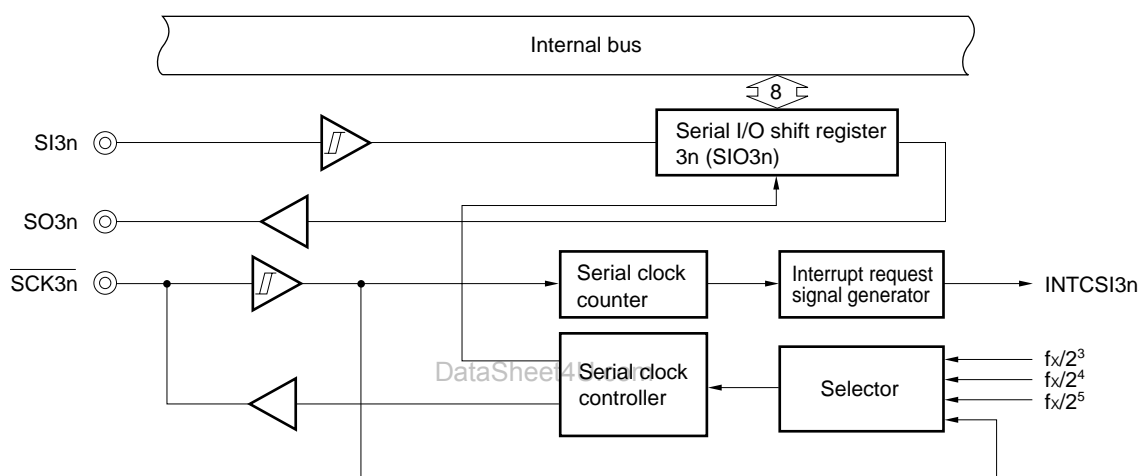 Internal bus
8
SI3n
Serial I/O shift register
3n (SIO3n)
SO3n
SCK3n
Serial clock
counter
Interrupt request
signal generator
INTCSI3n
DataSheet4U.com
Serial clock
controller
Selector
fX/2³
fX/2⁴
fX/2⁵